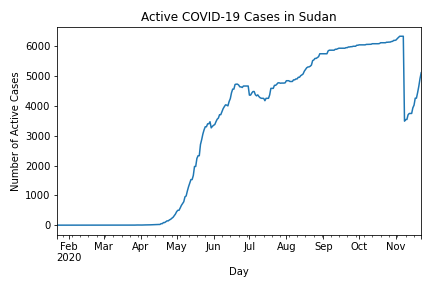 Active COVID-19 Cases in Sudan
Number of Active Cases
6000
5000
4000
3000
2000
1000
0
Feb Mar Apr May Jun Jul Aug Sep Oct Nov
2020
Day